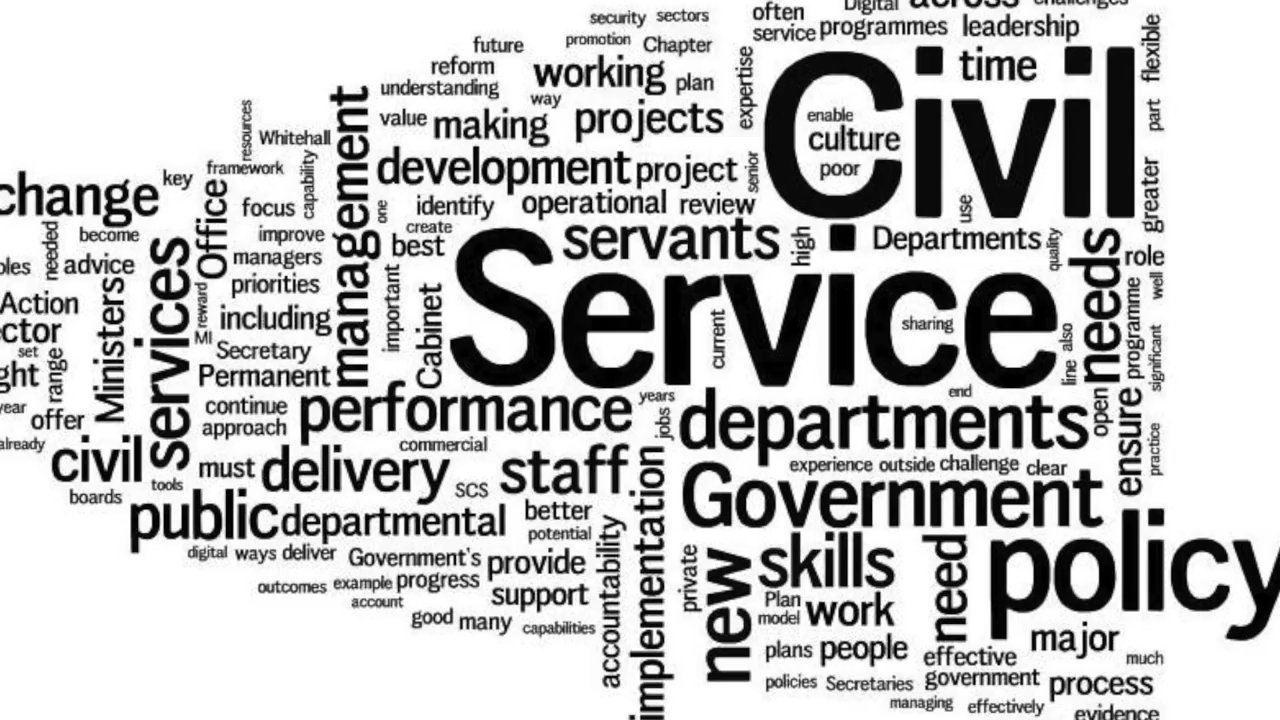 often Digital across challenges
security sectors service programmes leadership
future promotion Chapter
reform working plan expertise Civil time flexible
understanding way enable part
resources value making projects culture
Whitehall management development project senior poor greater
change key framework capability
Office focus one identify operational review use
needed become improve create servants high Departments quality needs role
advice services managers best Service well
Action Ministers reward priorities important Cabinet current sharing also programme
including
set range MI Secretary line significant
Permanent end
year offer continue performance years departments open ensure
already approach commercial jobs practice
civil must delivery SCS staff experience outside challenge clear
boards tools
public departmental better implementation Government
potential policy
digital ways deliver Government's provide accountability private new skills need
outcomes example progress support Plan work
account model
good many capabilities major
plans people effective much
policies Secretaries government process
managing effectively evidence